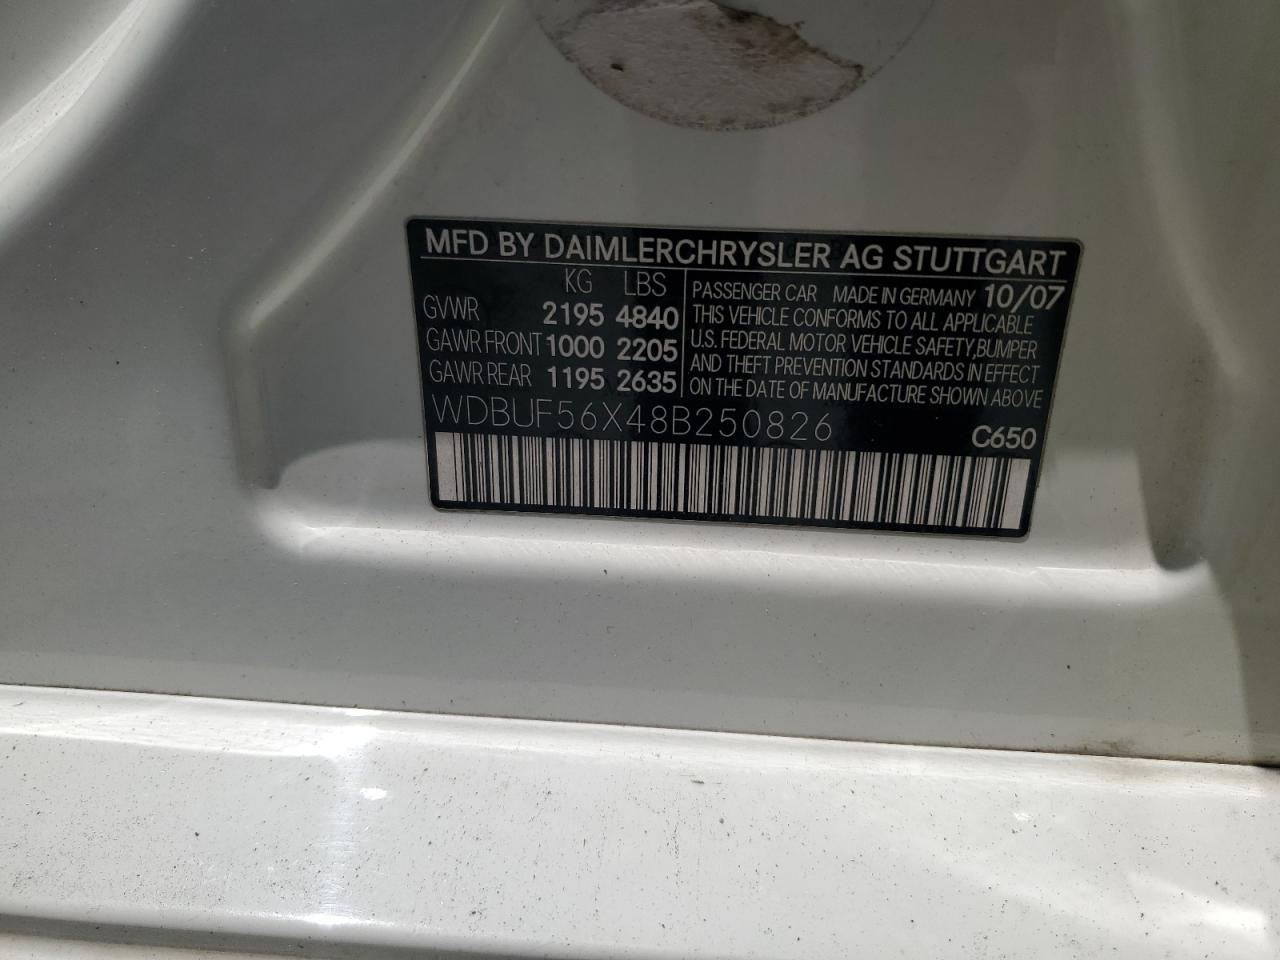 MFD BY DAIMLERCHRYSLER AG STUTTGART
KG LBS
GVWR 2195 4840
GAWR FRONT 1000 2205
GAWR REAR 1195 2635
PASSENGER CAR MADE IN GERMANY 10/07
THIS VEHICLE CONFORMS TO ALL APPLICABLE
U.S. FEDERAL MOTOR VEHICLE SAFETY,BUMPER
AND THEFT PREVENTION STANDARDS IN EFFECT
ON THE DATE OF MANUFACTURE SHOWN ABOVE
WDBUF56X48B250826
C650